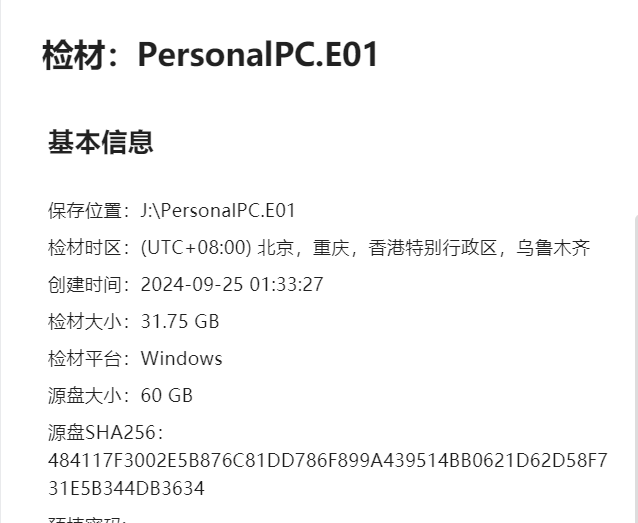 检材：PersonalPC.E01
基本信息
保存位置：J:\PersonalPC.E01
检材时区：(UTC+08:00) 北京，重庆，香港特别行政区，乌鲁木齐
创建时间：2024-09-25 01:33:27
检材大小：31.75 GB
检材平台：Windows
源盘大小：60 GB
源盘SHA256：
484117F3002E5B876C81DD786F899A439514BB0621D62D58F7
31E5B344DB3634